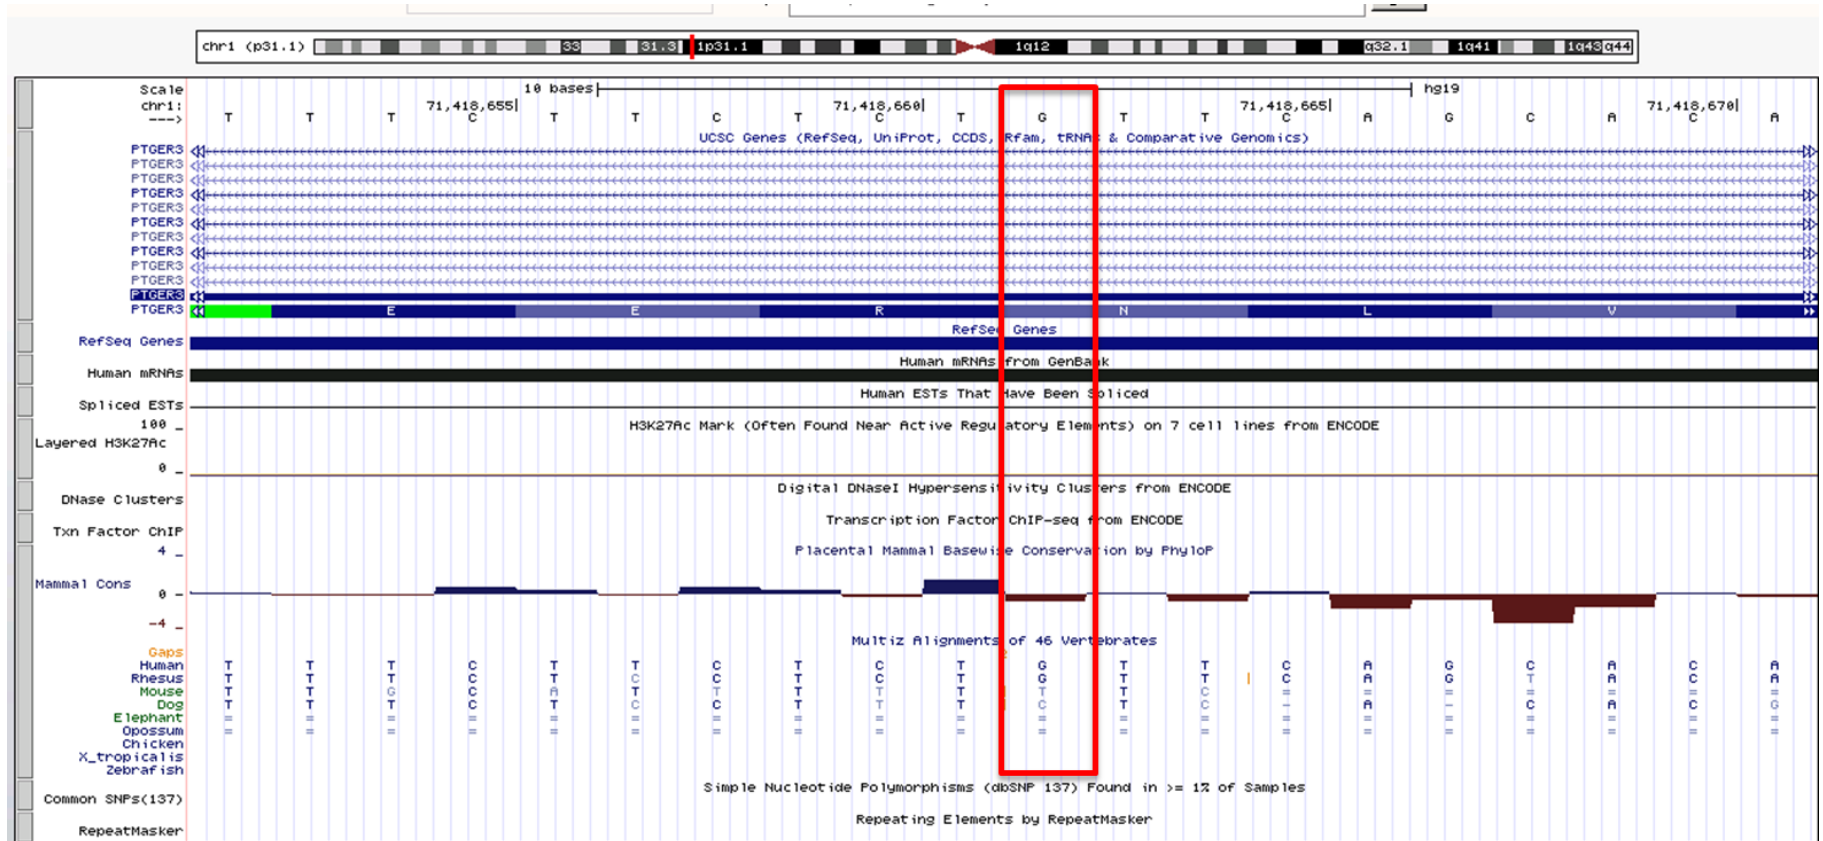 chr1 (p31.1) 33 31.3 1p31.1 1q12 q32.1 1q41 1q43 q44
Scale 10 bases hg19
chr1: 71,418,655 71,418,660 71,418,665 71,418,670
---> T T T C T T C T C T G T T C A G C A C A
UCSC Genes (RefSeq, UniProt, CCDS, Rfam, tRNAs & Comparative Genomics)
PTGER3
PTGER3
PTGER3
PTGER3
PTGER3
PTGER3
PTGER3
PTGER3
PTGER3
PTGER3
PTGER3
PTGER3 E E R N L V
RefSeq Genes
RefSeq Genes
Human mRNAs from GenBank
Human mRNAs
Human ESTs That Have Been Spliced
Spliced ESTs
100 _
H3K27Ac Mark (Often Found Near Active Regulatory Elements) on 7 cell lines from ENCODE
Layered H3K27Ac
0 _
Digital DNaseI Hypersensitivity Clusters from ENCODE
DNase Clusters
Transcription Factor ChIP-seq from ENCODE
Txn Factor ChIP
4 _
Placental Mammal Basewise Conservation by PhyloP
Mammal Cons
0 _
-4 _
Multiz Alignments of 46 Vertebrates
Gaps
Human T T T C T T C T C T G T T C A G C A C A
Rhesus T T T C T C C T C T G T T C A G T A C A
Mouse T T G C A T T T T T T T C = = = = = = =
Dog T T T C T C C T T T C T C - A - C A C G
Elephant = = = = = = = = = = = = = = = = = = = =
Opossum = = = = = = = = = = = = = = = = = = = =
Chicken
X_tropicalis
Zebrafish
Simple Nucleotide Polymorphisms (dbSNP 137) Found in >= 1% of Samples
Common SNPs(137)
Repeating Elements by RepeatMasker
RepeatMasker